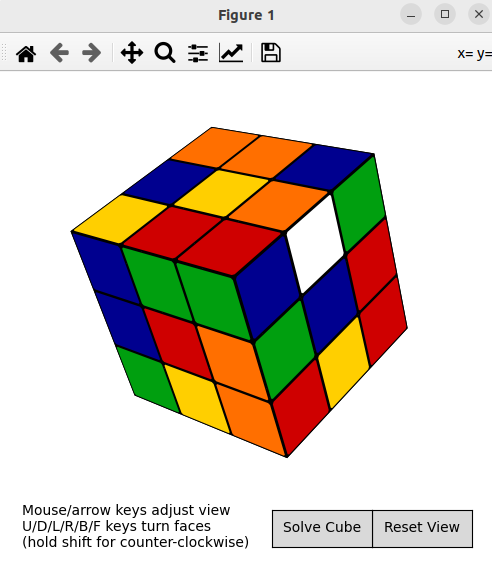 Figure 1
x= y=
Mouse/arrow keys adjust view
U/D/L/R/B/F keys turn faces
(hold shift for counter-clockwise)
Solve Cube
Reset View